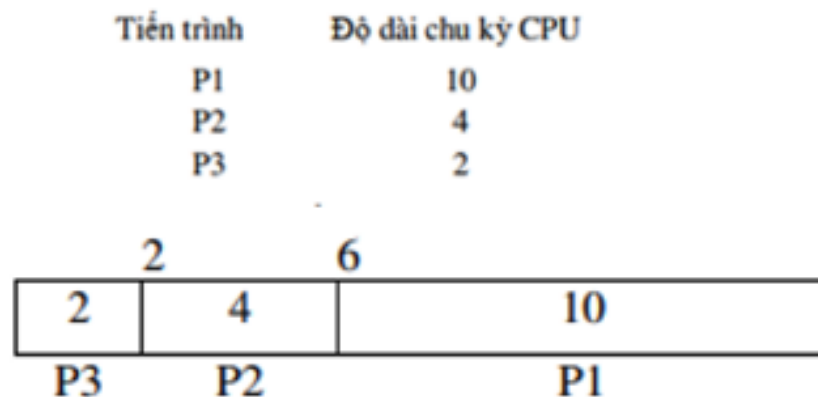 Tiến trình Độ dài chu kỳ CPU
P1 10
P2 4
P3 2
2 6
2 4 10
P3 P2 P1